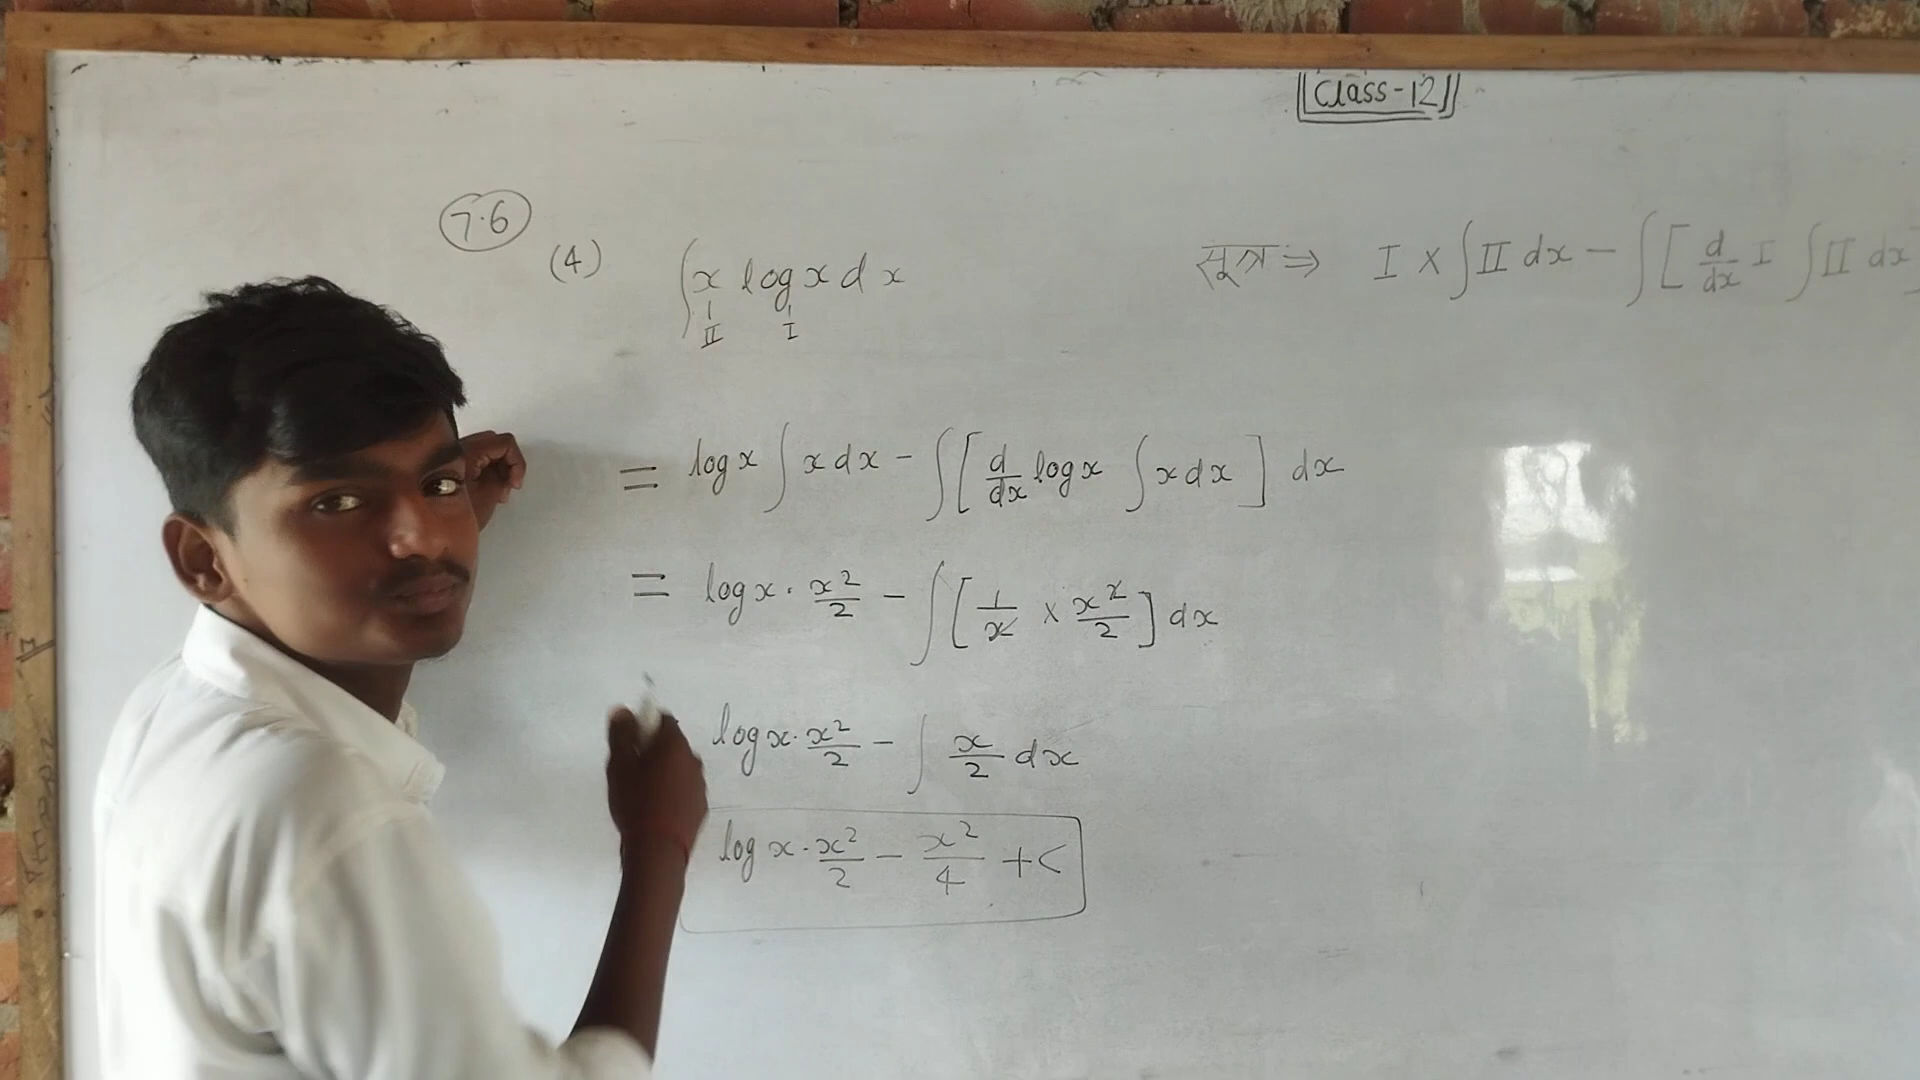 Class-12
7.6
(4) ∫ x log x dx
II I
सूत्र ⇒ I × ∫ II dx − ∫ [ d/dx I ∫ II dx ]
= log x ∫ x dx − ∫ [ d/dx log x ∫ x dx ] dx
= log x · x²/2 − ∫ [ 1/x × x²/2 ] dx
log x · x²/2 − ∫ x/2 dx
log x · x²/2 − x²/4 + C